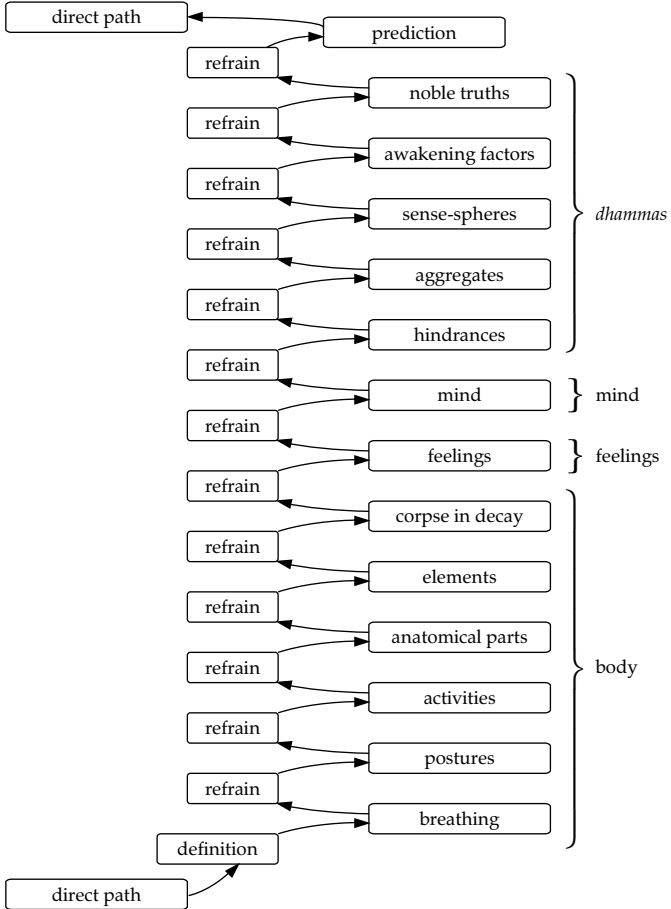 direct path
prediction
refrain
noble truths
refrain
awakening factors
refrain
sense-spheres
dhammas
refrain
aggregates
refrain
hindrances
refrain
mind
mind
refrain
feelings
feelings
refrain
corpse in decay
refrain
elements
refrain
anatomical parts
body
refrain
activities
refrain
postures
refrain
breathing
definition
direct path